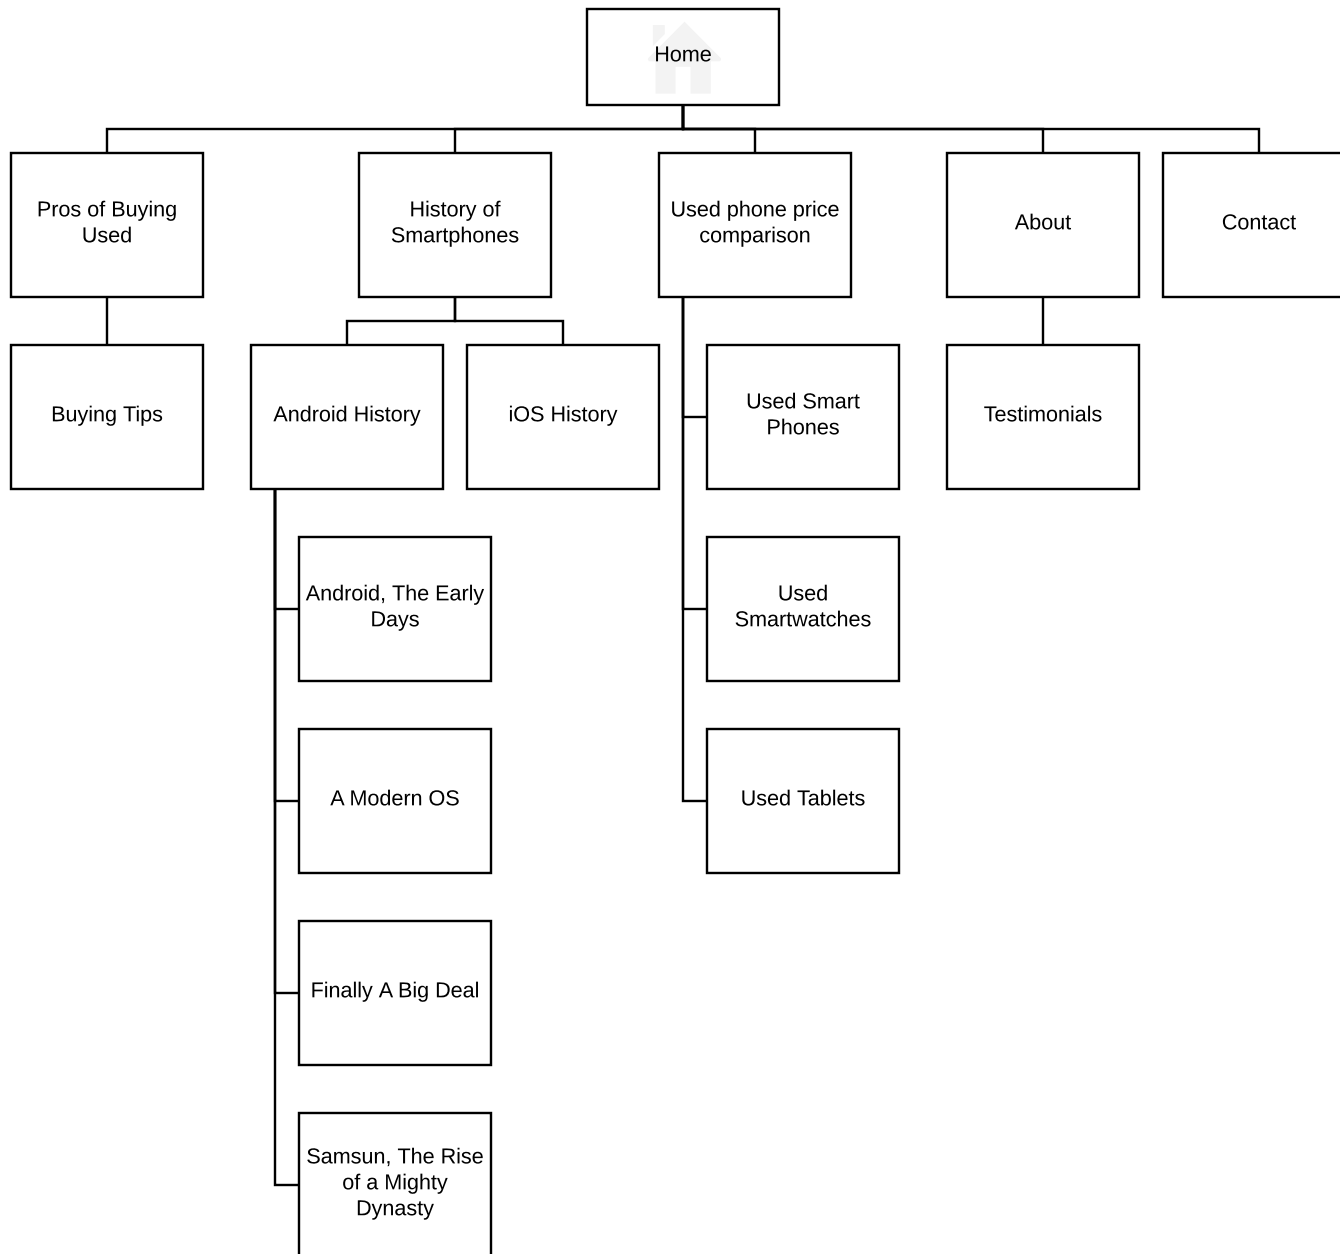 Home
Pros of Buying
Used
History of
Smartphones
Used phone price
comparison
About
Contact
Buying Tips
Android History
iOS History
Used Smart
Phones
Testimonials
Android, The Early
Days
Used
Smartwatches
A Modern OS
Used Tablets
Finally A Big Deal
Samsun, The Rise
of a Mighty
Dynasty